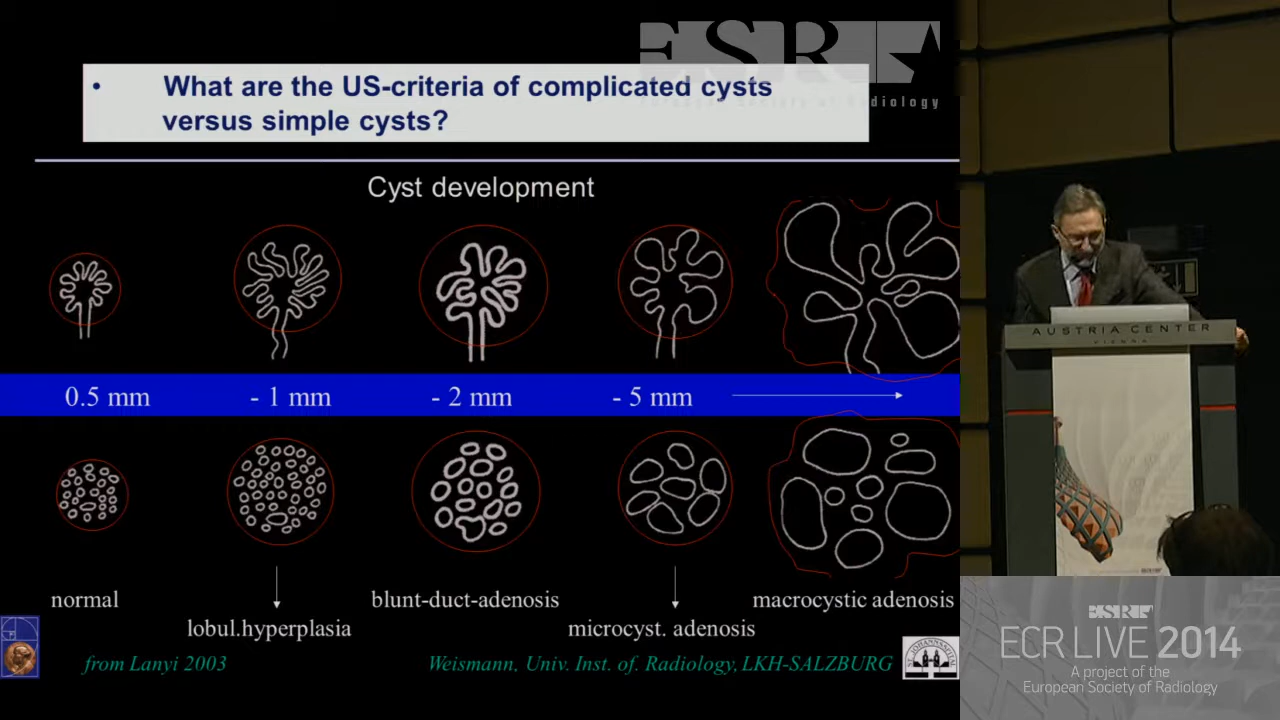 ESR
European Society of Radiology
• What are the US-criteria of complicated cysts
versus simple cysts?
Cyst development
0.5 mm - 1 mm - 2 mm - 5 mm
normal
blunt-duct-adenosis
macrocystic adenosis
lobul.hyperplasia
microcyst. adenosis
from Lanyi 2003
Weismann, Univ. Inst. of. Radiology, LKH-SALZBURG
AUSTRIA CENTER
VIENNA
ESR
ECR LIVE 2014
A project of the
European Society of Radiology